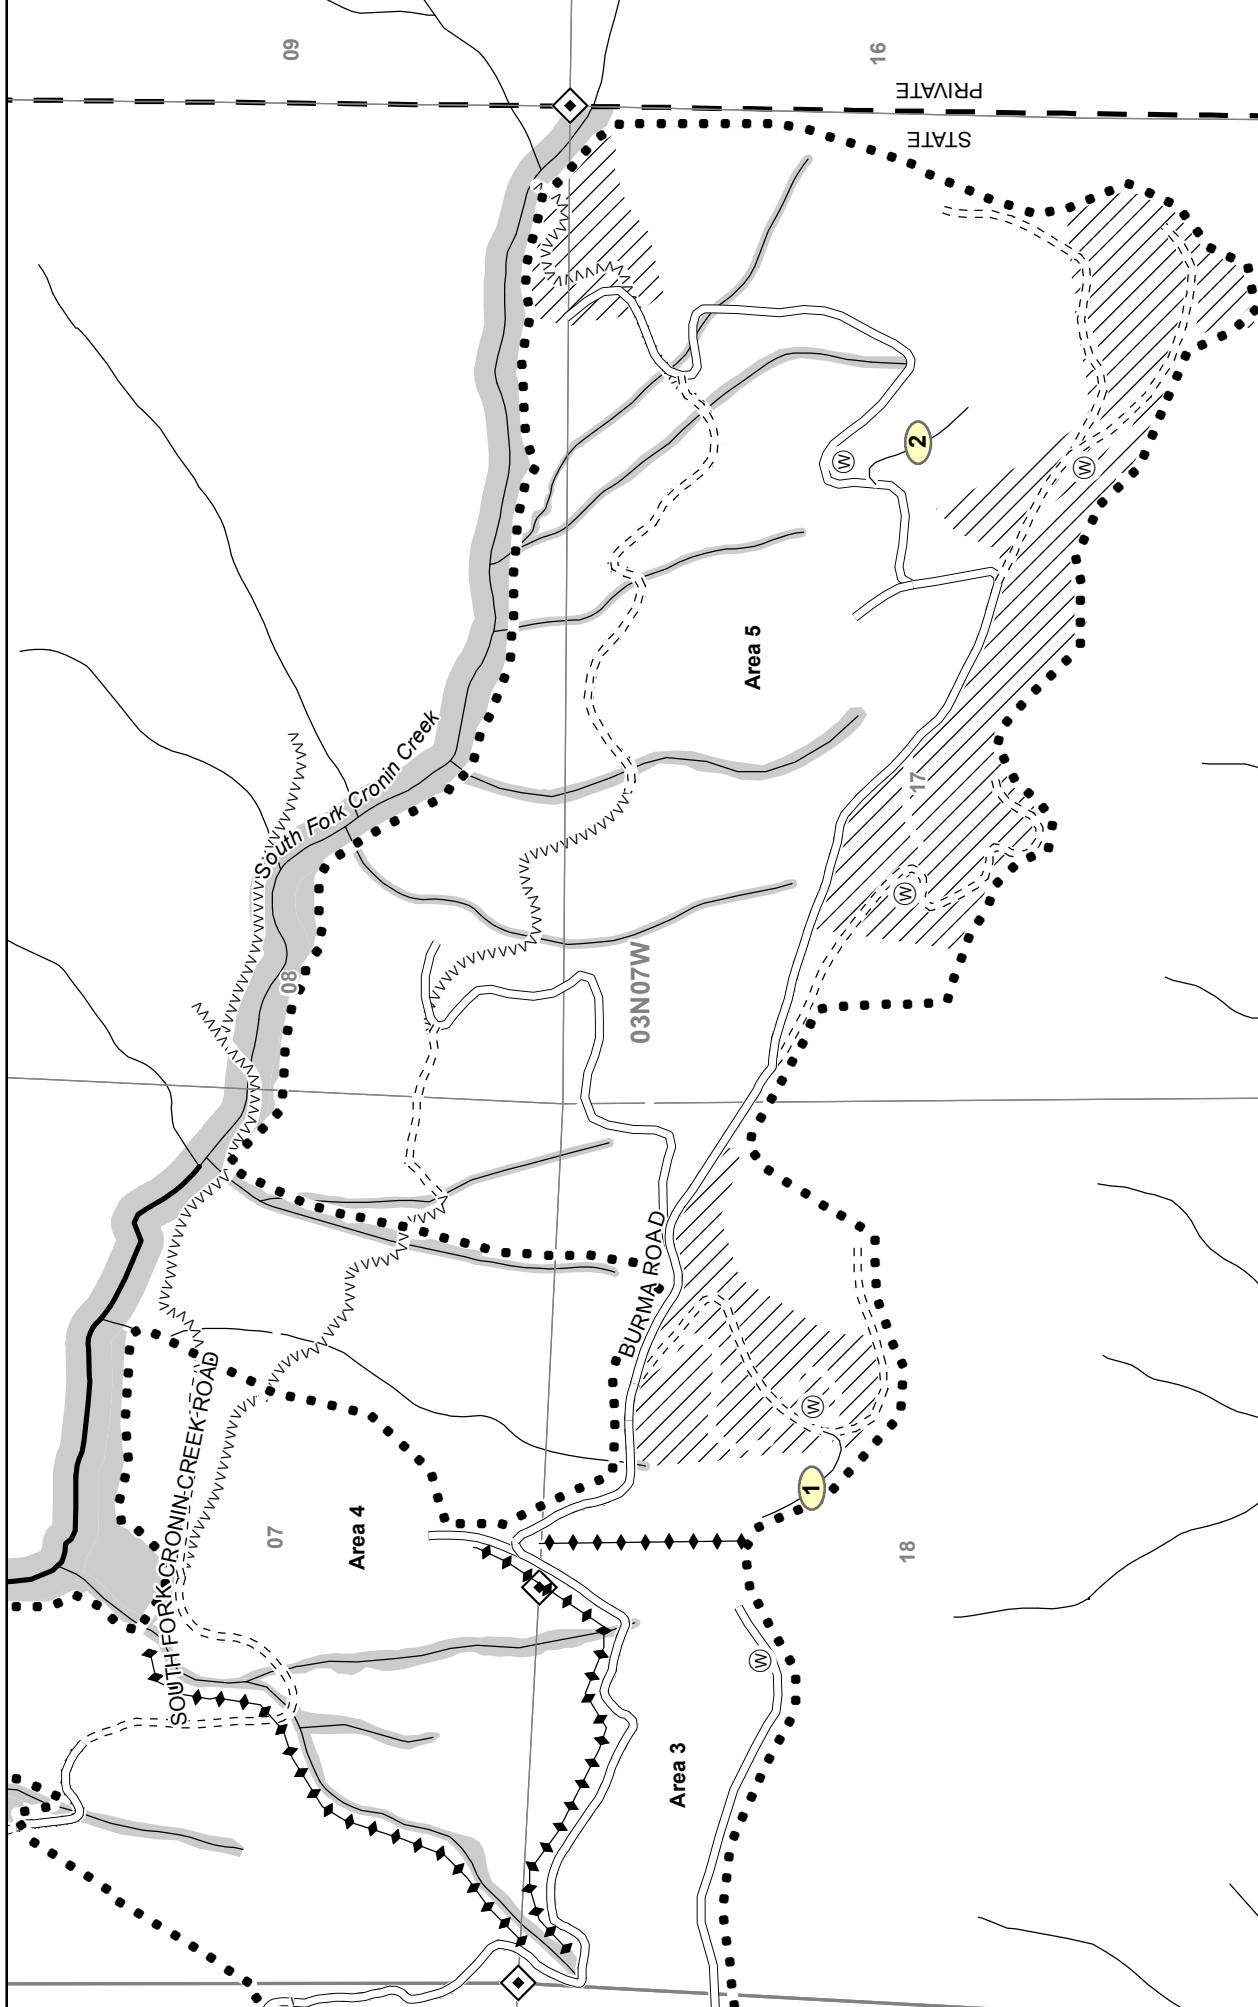 09
16
PRIVATE
STATE
2
W
W
Area 5
South Fork Cronin Creek
17
W
08
03N07W
BURMA ROAD
SOUTH FORK CRONIN CREEK ROAD
W
1
07
Area 4
18
W
Area 3